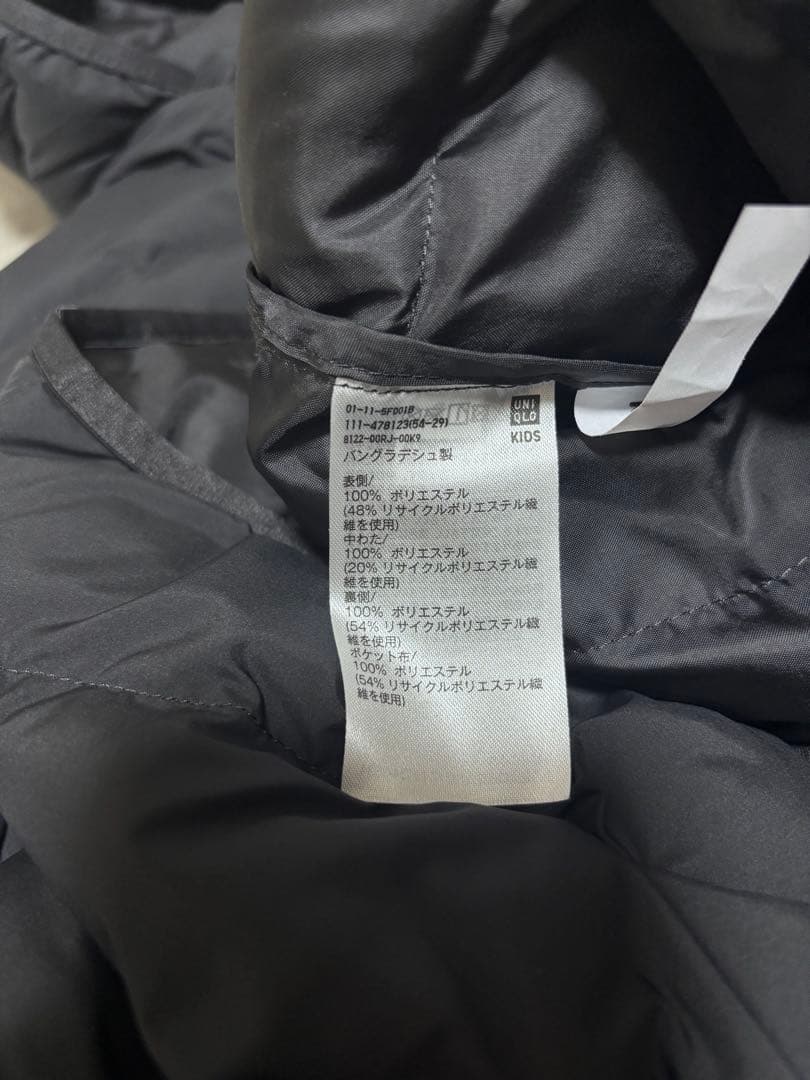 01-11-5F001B
111-478123(54-29)
8122-00RJ-00K9
バングラデシュ製
UNI
QLO
KIDS
表側/
100% ポリエステル
(48% リサイクルポリエステル繊
維を使用)
中わた/
100% ポリエステル
(20% リサイクルポリエステル繊
維を使用)
裏側/
100% ポリエステル
(54% リサイクルポリエステル繊
維を使用)
ポケット布/
100% ポリエステル
(54% リサイクルポリエステル繊
維を使用)